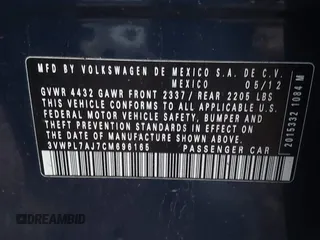 MFD BY VOLKSWAGEN DE MEXICO S.A. DE C.V.
MEXICO 05/12
GVWR 4432 GAWR FRONT 2337 / REAR 2205 LBS
THIS VEHICLE CONFORMS TO ALL APPLICABLE U.S.
FEDERAL MOTOR VEHICLE SAFETY, BUMPER AND
THEFT PREVENTION STANDARDS IN EFFECT ON THE
DATE OF MANUFACTURE SHOWN ABOVE.
3VWPL7AJ7CM696165 PASSENGER CAR
2015332 1084 M
DREAMBID